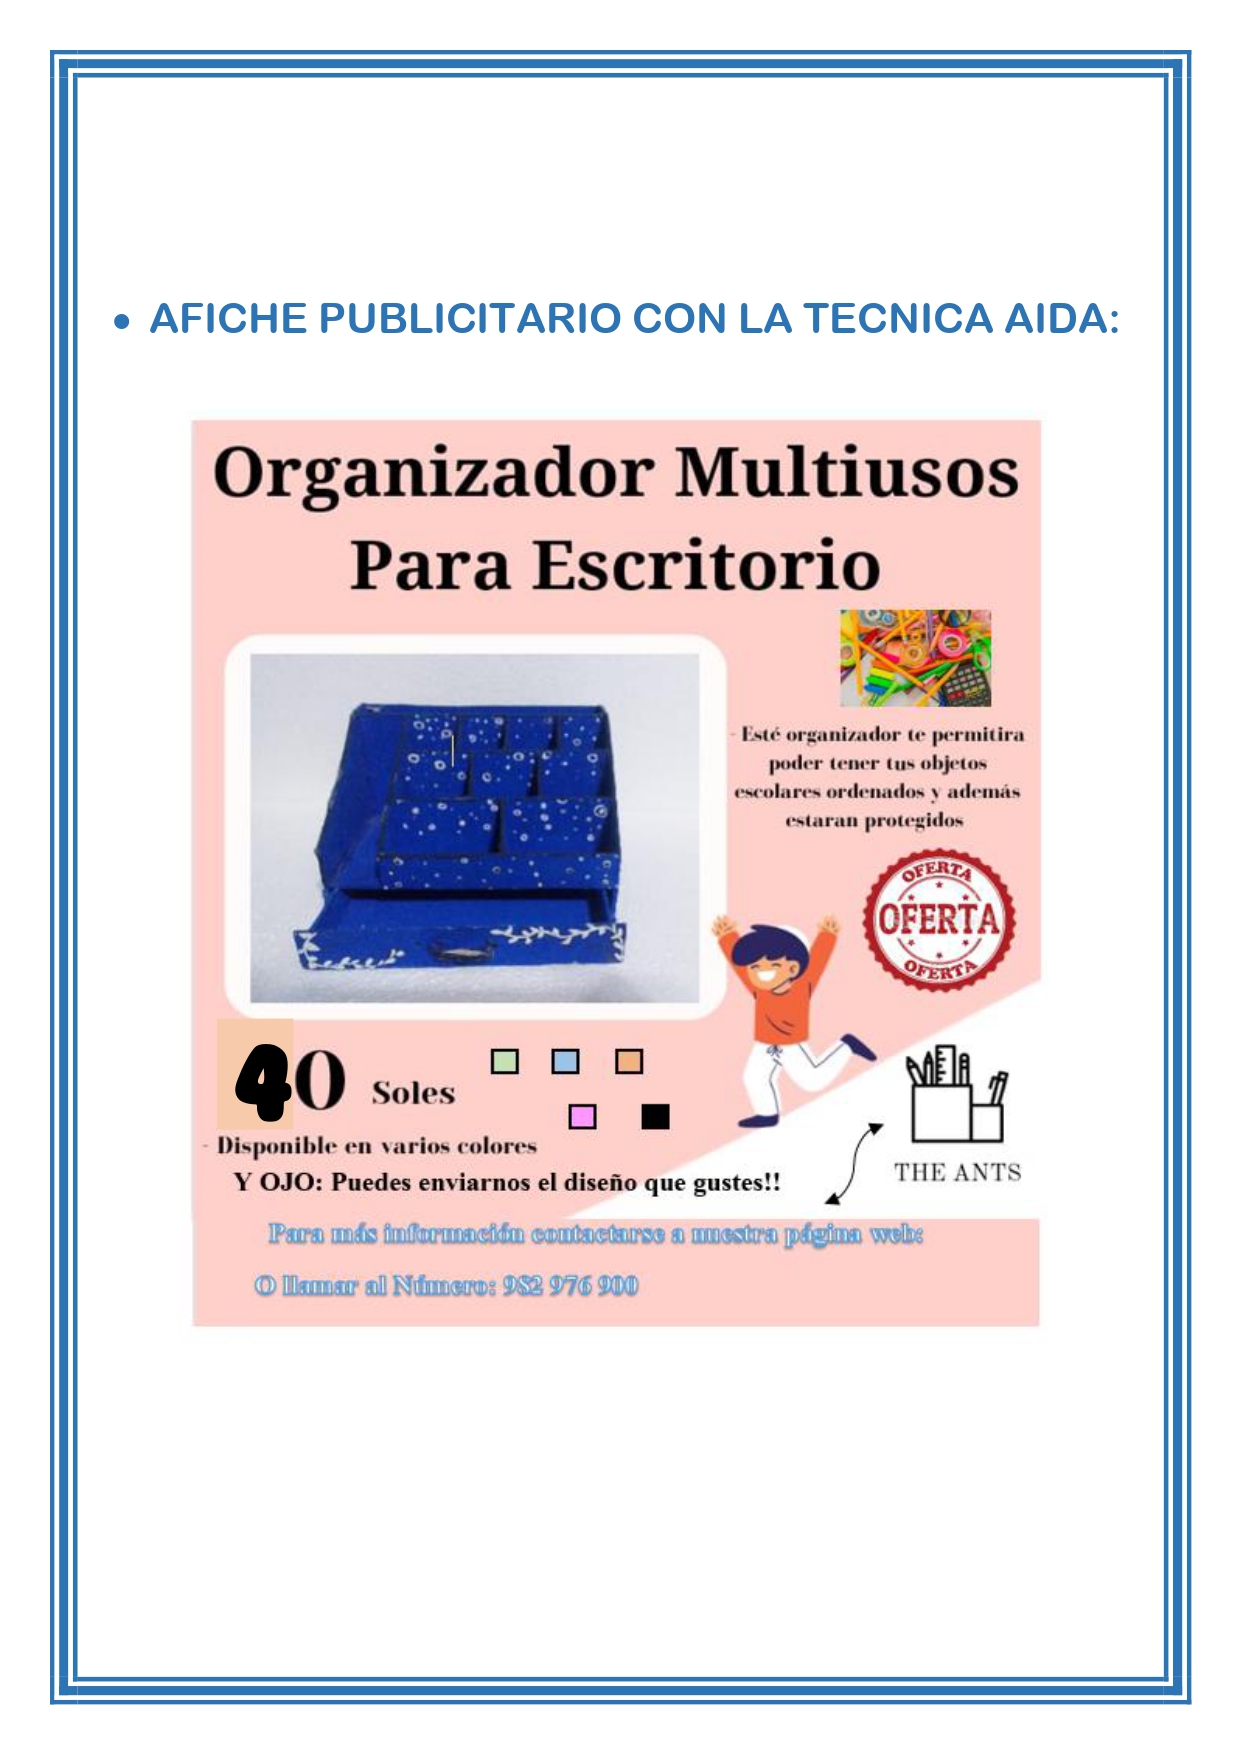 • AFICHE PUBLICITARIO CON LA TECNICA AIDA:
Organizador Multiusos
Para Escritorio
- Esté organizador te permitira
poder tener tus objetos
escolares ordenados y además
estaran protegidos
OFERTA
OFERTA
OFERTA
40 Soles
- Disponible en varios colores
Y OJO: Puedes enviarnos el diseño que gustes!!
THE ANTS
Para más información contactarse a nuestra página web:
O llamar al Número: 982 976 900